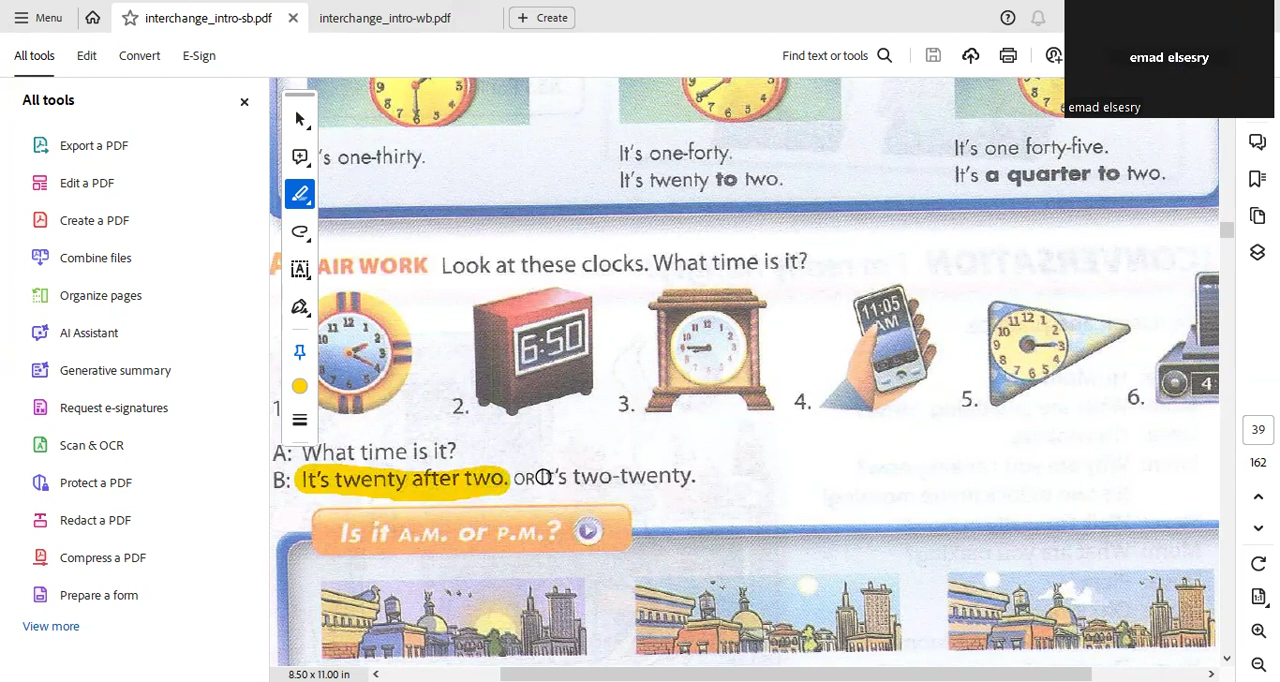 Menu
interchange_intro-sb.pdf
interchange_intro-wb.pdf
Create
All tools
Edit
Convert
E-Sign
Find text or tools
emad elsesry
emad elsesry
All tools
Export a PDF
Edit a PDF
Create a PDF
Combine files
Organize pages
AI Assistant
Generative summary
Request e-signatures
Scan & OCR
Protect a PDF
Redact a PDF
Compress a PDF
Prepare a form
View more
's one-thirty.
It's one-forty.
It's twenty to two.
It's one forty-five.
It's a quarter to two.
AIR WORK Look at these clocks. What time is it?
6:50
11:05
AM
1
2.
3.
4.
5.
6.
4:
A: What time is it?
B: It's twenty after two. OR It's two-twenty.
Is it A.M. or P.M.?
39
162
8.50 x 11.00 in